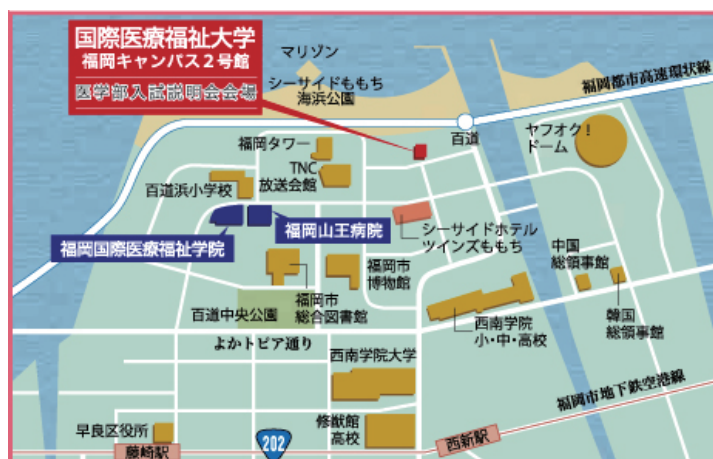 国際医療福祉大学
福岡キャンパス2号館
医学部入試説明会会場
マリゾン
シーサイドももち
海浜公園
福岡都市高速環状線
百道
ヤフオク！
ドーム
福岡タワー
TNC
放送会館
百道浜小学校
福岡山王病院
福岡国際医療福祉学院
シーサイドホテル
ツインズももち
中国
総領事館
福岡市
博物館
福岡市
総合図書館
百道中央公園
西南学院
小・中・高校
韓国
総領事館
よかトピア通り
西南学院大学
福岡市地下鉄空港線
修猷館
高校
早良区役所
202
藤崎駅
西新駅